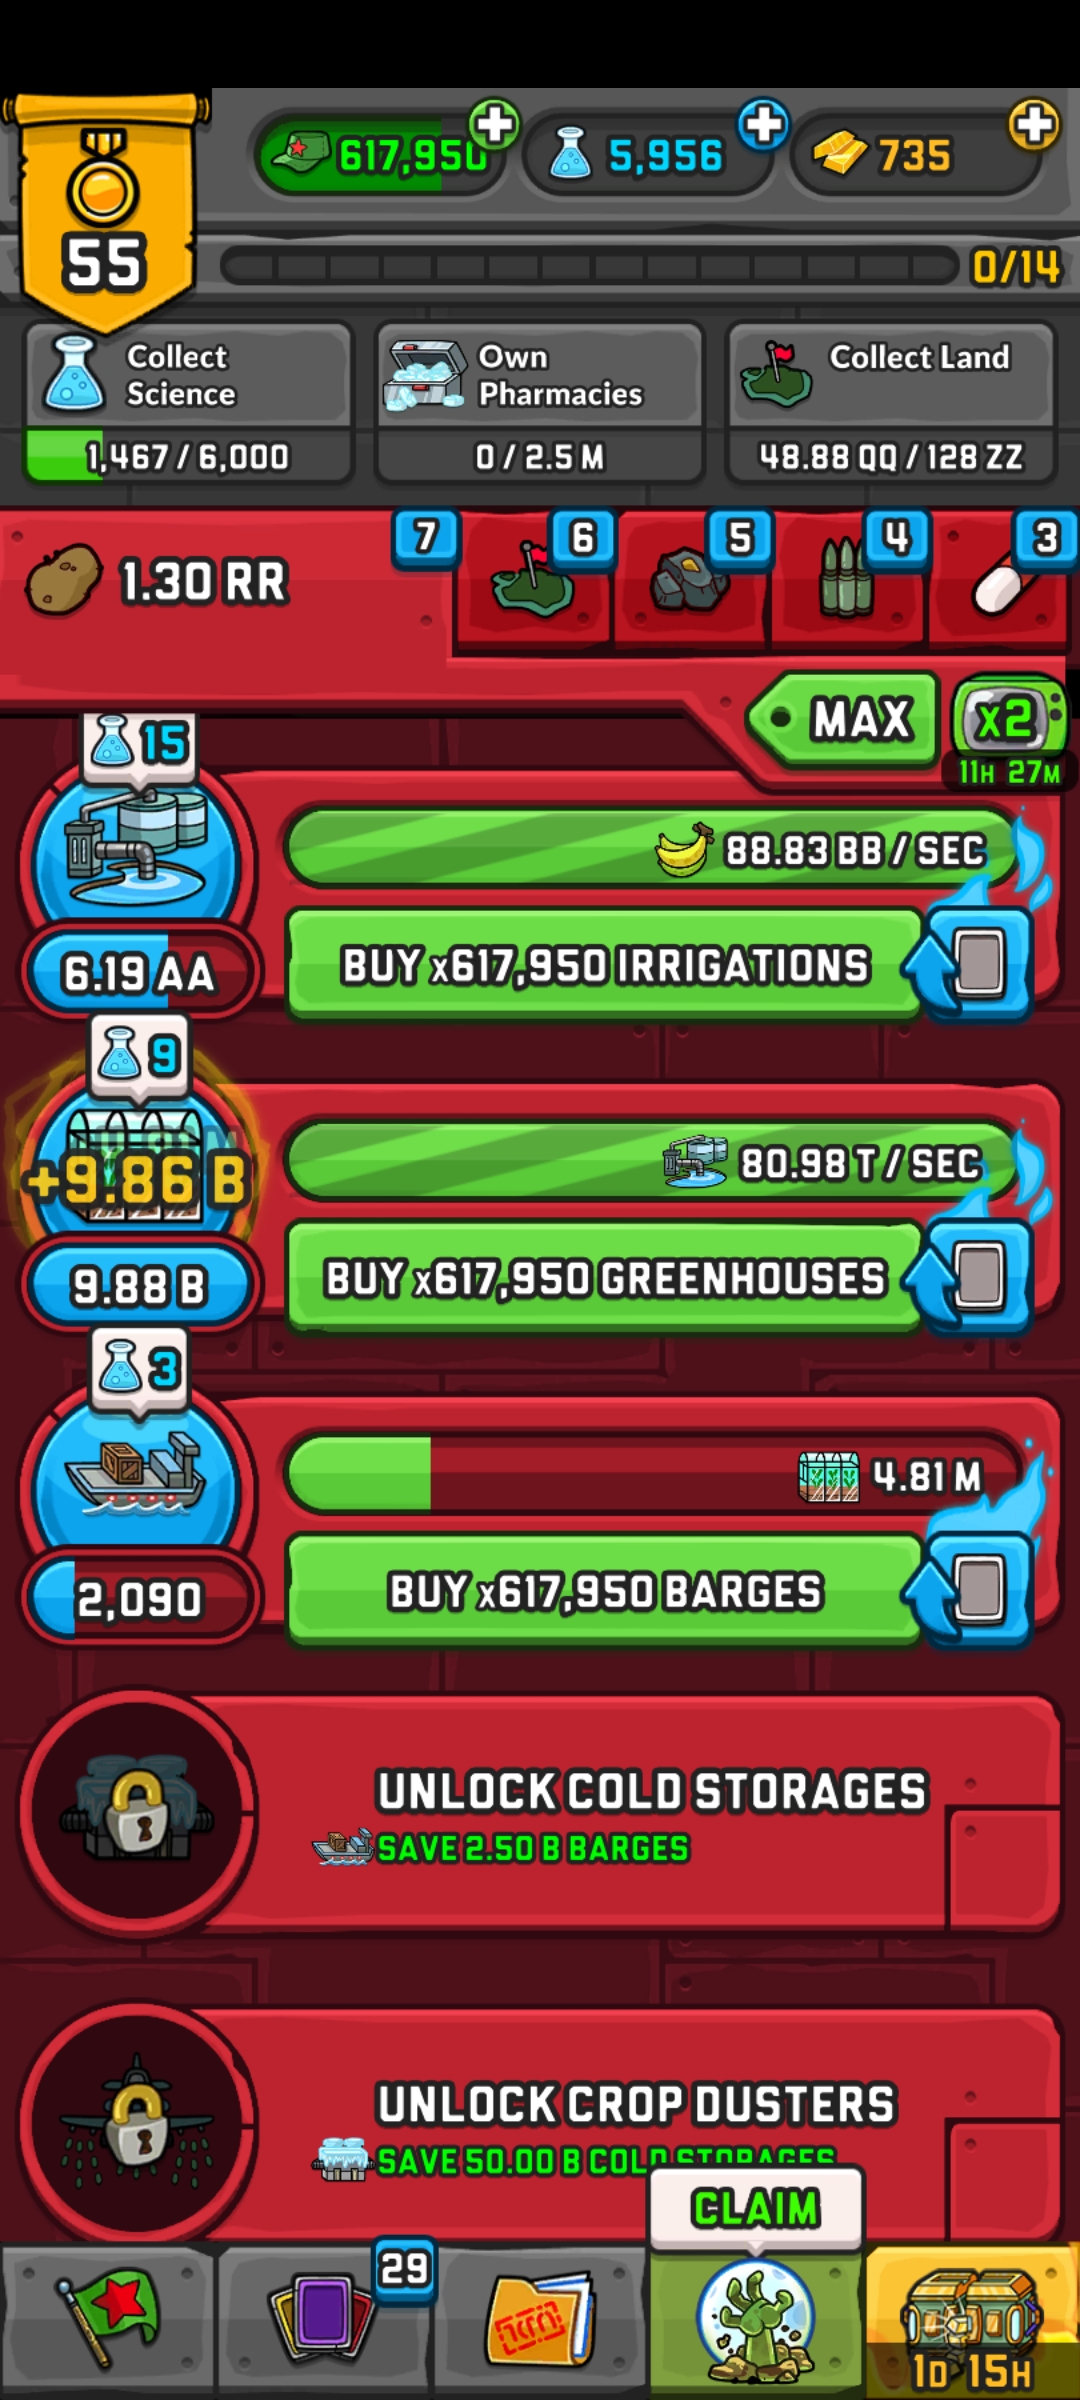 617,950
5,956
735
55
0/14
Collect
Science
1,467 / 6,000
Own
Pharmacies
0 / 2.5 M
Collect Land
48.88 QQ / 128 ZZ
1.30 RR
7
6
5
4
3
MAX
x2
11H 27M
15
88.83 BB / SEC
6.19 AA
BUY x617,950 IRRIGATIONS
9
+9.86 B
80.98 T / SEC
9.88 B
BUY x617,950 GREENHOUSES
3
4.81 M
2,090
BUY x617,950 BARGES
UNLOCK COLD STORAGES
SAVE 2.50 B BARGES
UNLOCK CROP DUSTERS
SAVE 50.00 B COLD STORAGES
CLAIM
29
1D 15H